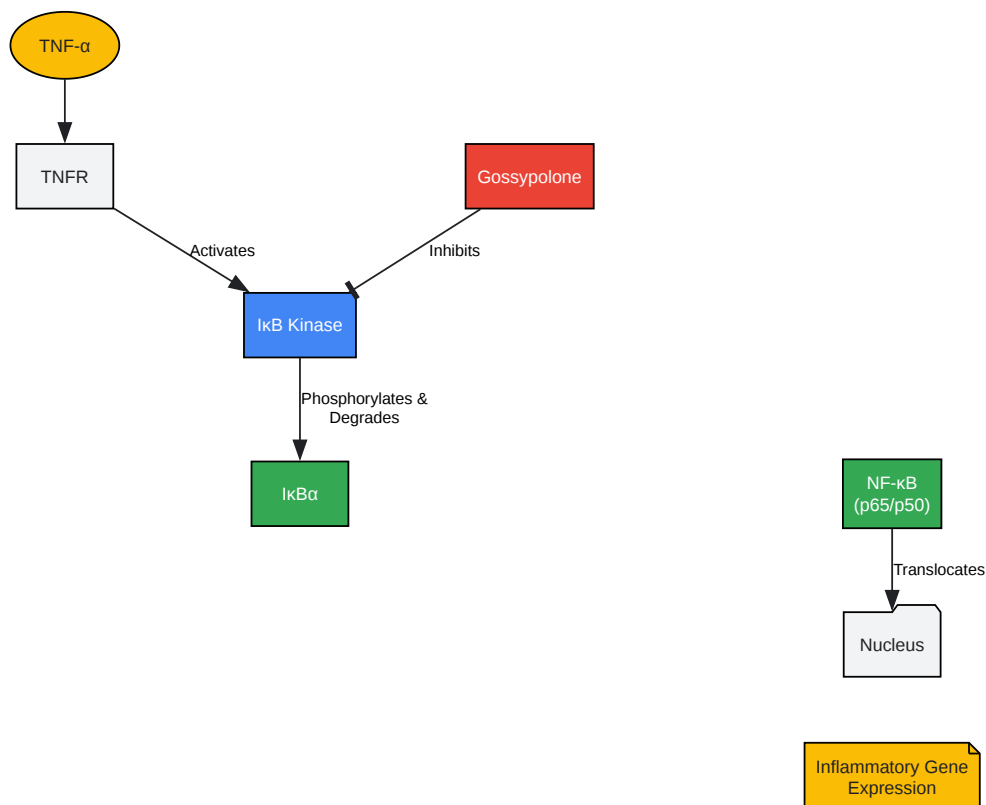 TNF-α
TNFR
Gossypolone
Activates
Inhibits
IκB Kinase
Phosphorylates &
Degrades
IκBα
NF-κB
(p65/p50)
Translocates
Nucleus
Inflammatory Gene
Expression